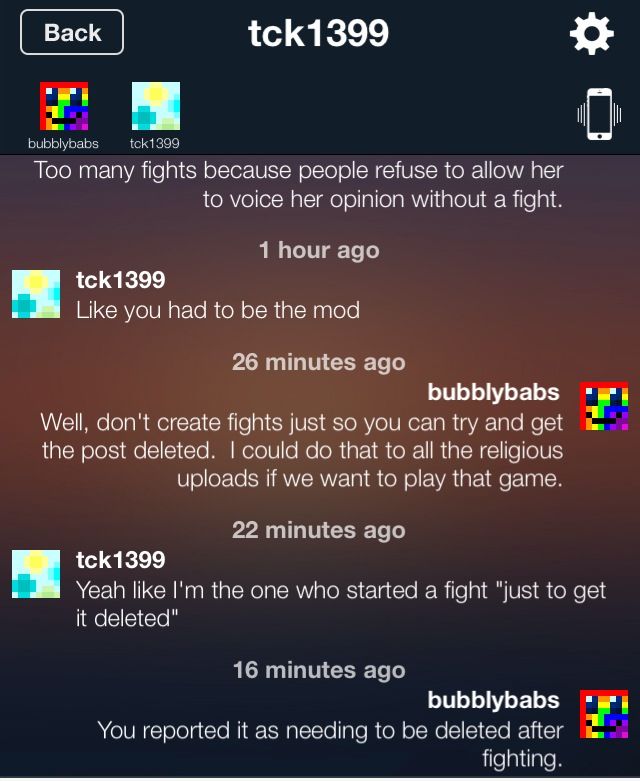 Back
tck1399
bubblybabs
tck1399
Too many fights because people refuse to allow her
to voice her opinion without a fight.
1 hour ago
tck1399
Like you had to be the mod
26 minutes ago
bubblybabs
Well, don't create fights just so you can try and get
the post deleted.  I could do that to all the religious
uploads if we want to play that game.
22 minutes ago
tck1399
Yeah like I'm the one who started a fight "just to get
it deleted"
16 minutes ago
bubblybabs
You reported it as needing to be deleted after
fighting.